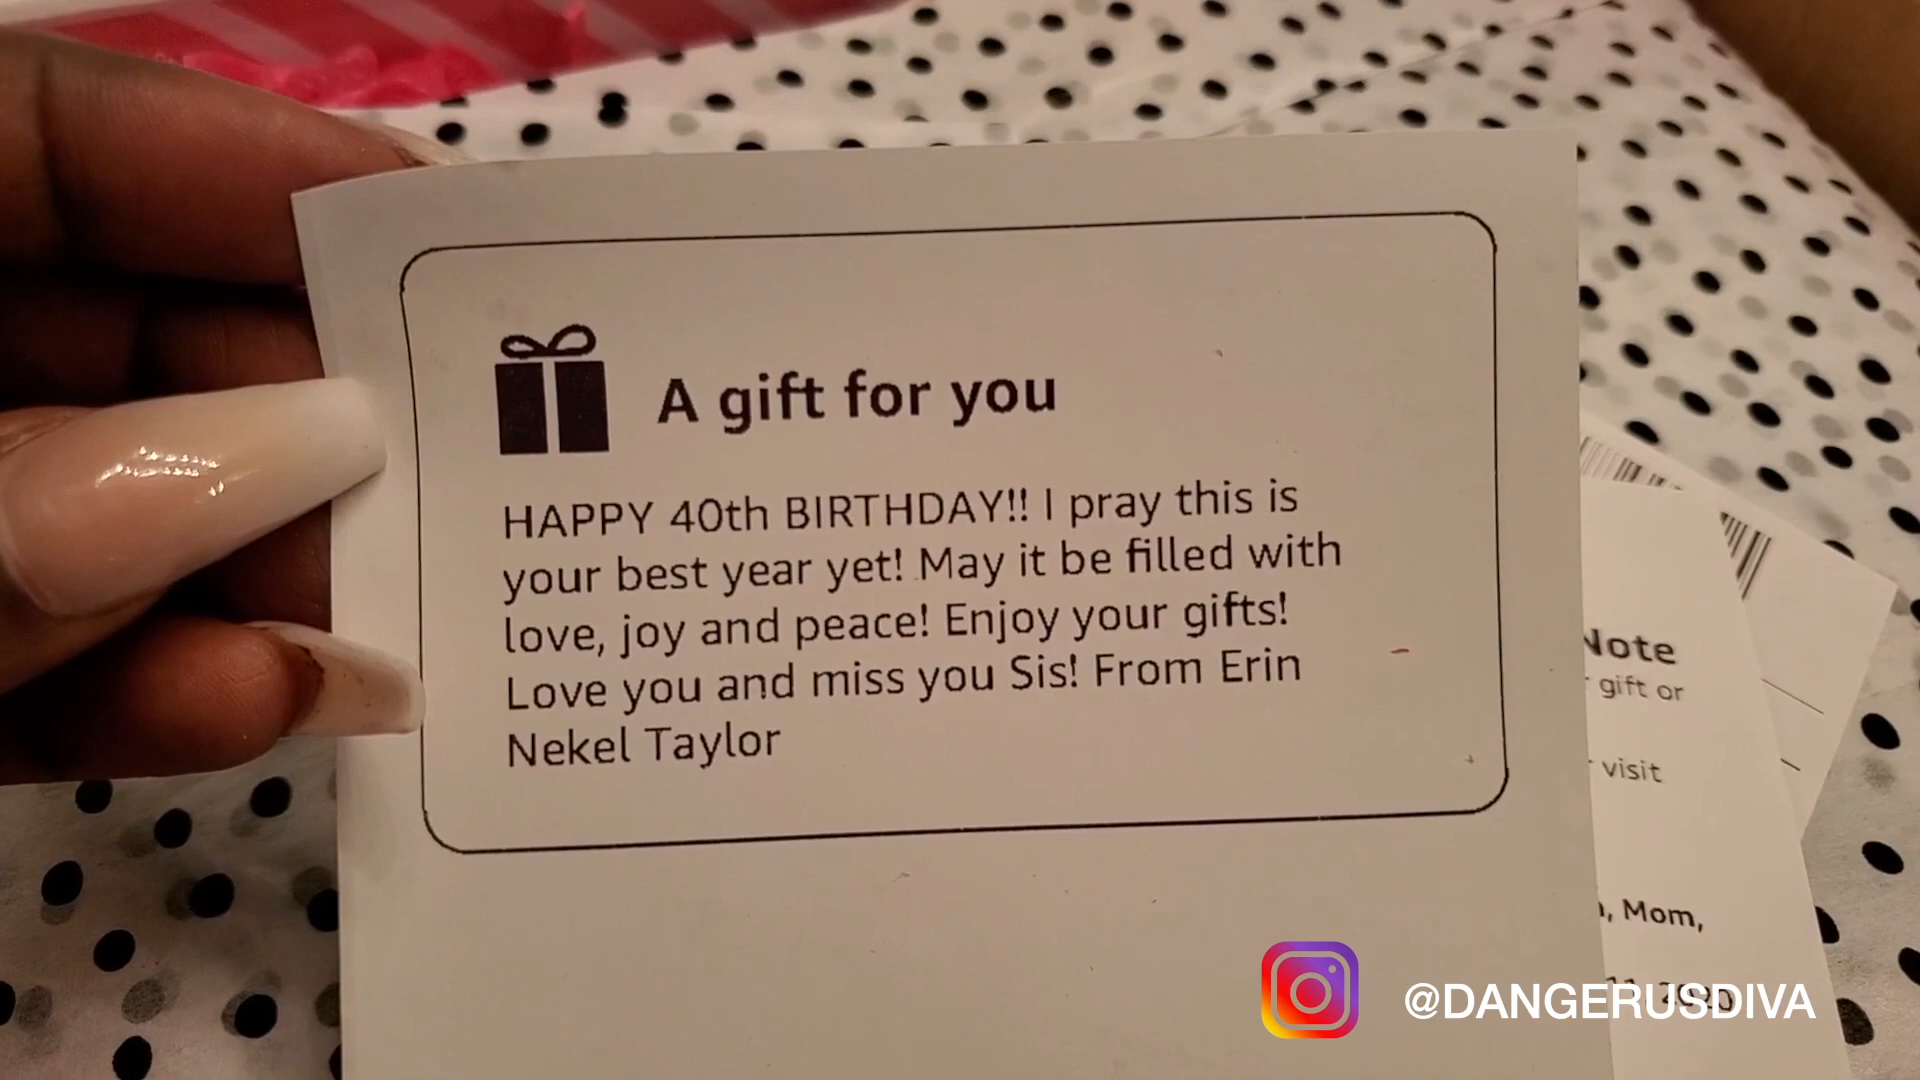 A gift for you
HAPPY 40th BIRTHDAY!! I pray this is
your best year yet! May it be filled with
love, joy and peace! Enjoy your gifts!
Love you and miss you Sis! From Erin
Nekel Taylor
Note
gift or
visit
Mom,
@DANGERUSDIVA